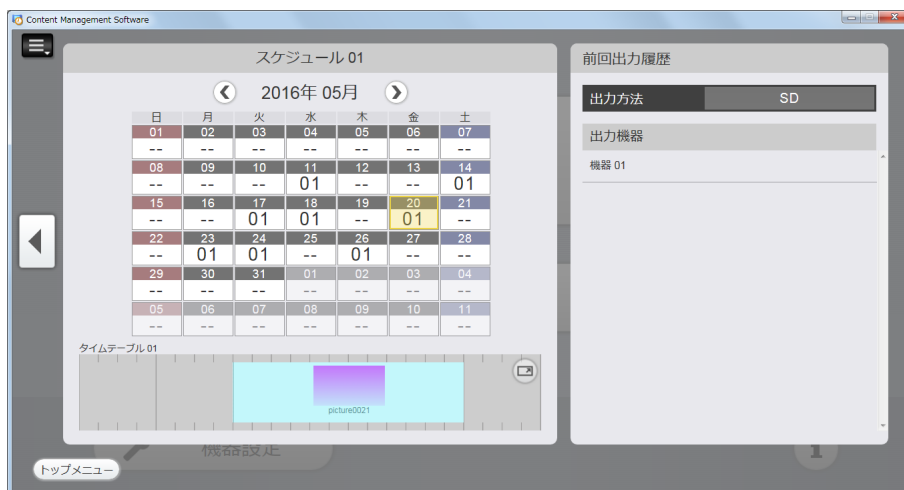 Content Management Software
スケジュール 01
2016年 05月
日 月 火 水 木 金 土
01 02 03 04 05 06 07
-- -- -- -- -- -- --
08 09 10 11 12 13 14
-- -- -- 01 -- -- 01
15 16 17 18 19 20 21
-- -- 01 01 -- 01 --
22 23 24 25 26 27 28
-- 01 01 -- 01 -- --
29 30 31 01 02 03 04
-- -- -- -- -- -- --
05 06 07 08 09 10 11
-- -- -- -- -- -- --
タイムテーブル 01
picture0021
前回出力履歴
出力方法 SD
出力機器
機器 01
機器設定
トップメニュー